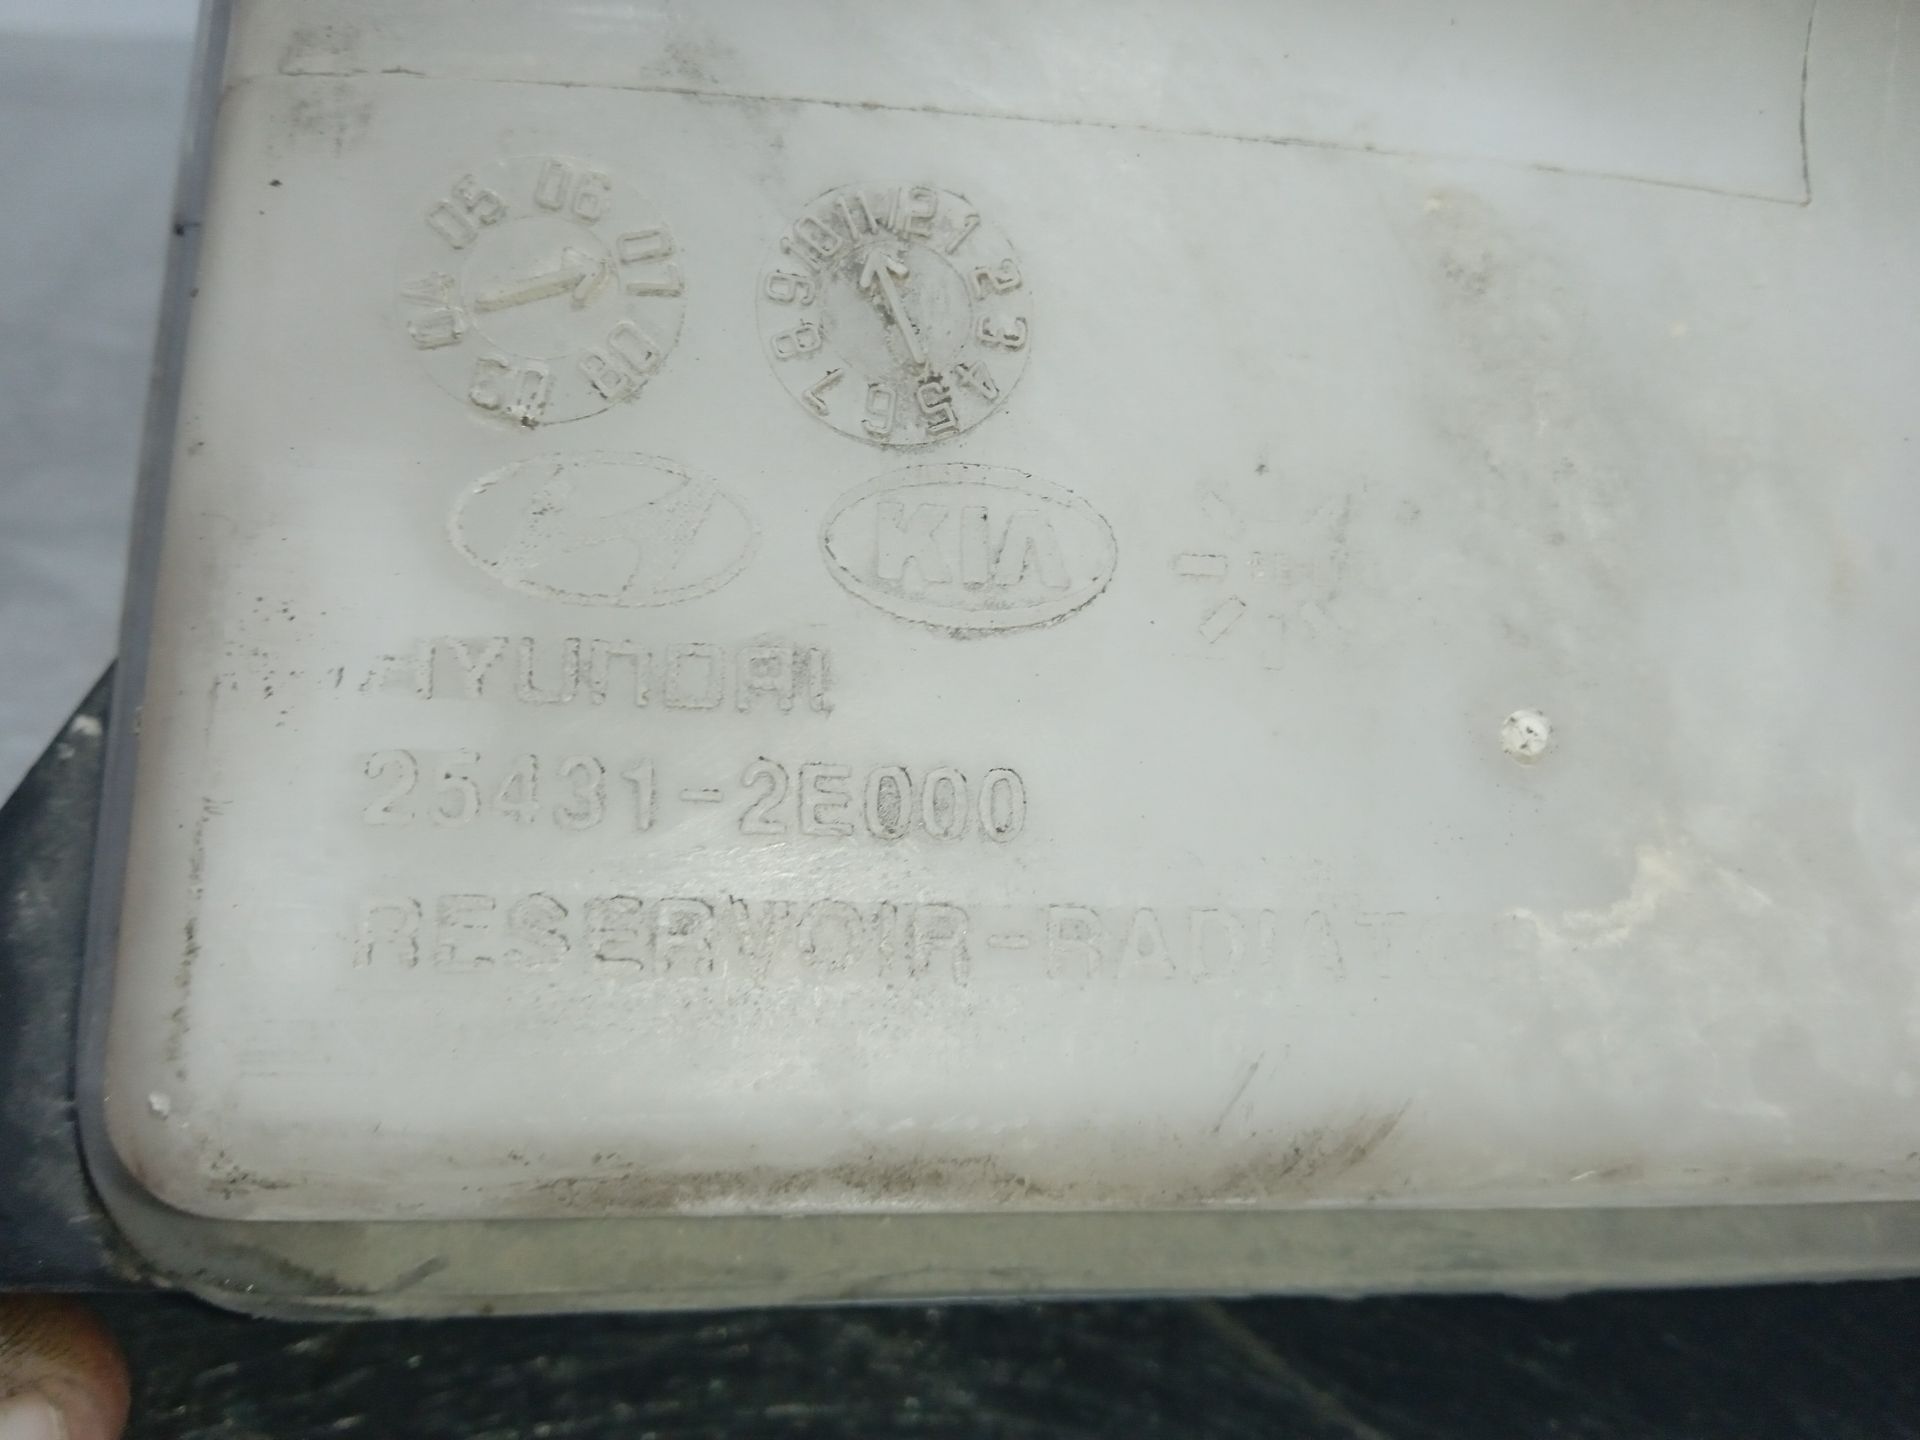 04 05 06 07 08 03
1 2 3 4 5 6 7 8 9 10 11 12
KIA
HYUNDAI
25431-2E000
RESERVOIR-RADIATOR